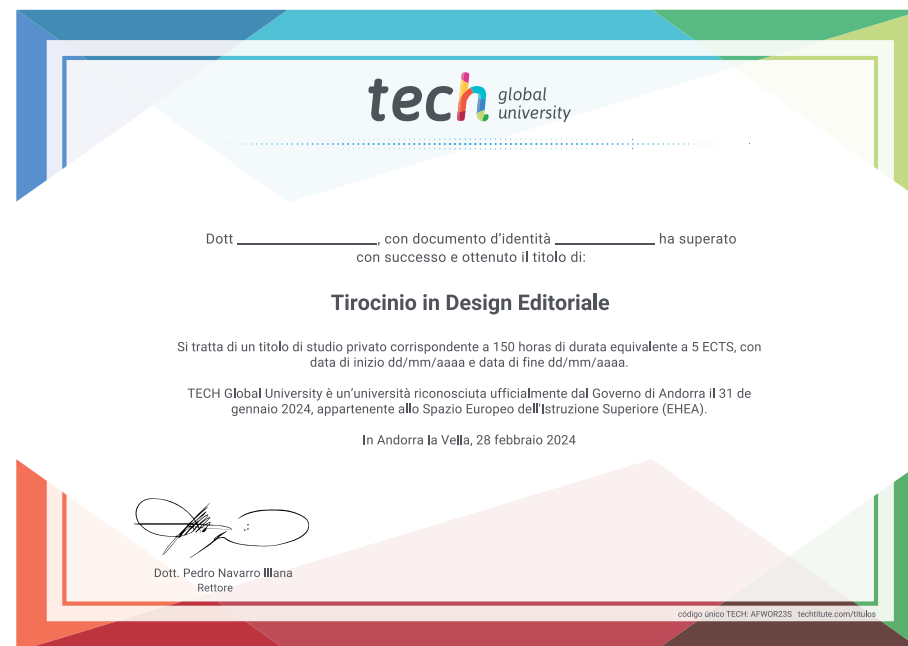 tech global university
Dott ____________, con documento d'identità ____________ ha superato
con successo e ottenuto il titolo di:
Tirocinio in Design Editoriale
Si tratta di un titolo di studio privato corrispondente a 150 horas di durata equivalente a 5 ECTS, con
data di inizio dd/mm/aaaa e data di fine dd/mm/aaaa.
TECH Global University è un'università riconosciuta ufficialmente dal Governo di Andorra il 31 de
gennaio 2024, appartenente allo Spazio Europeo dell'Istruzione Superiore (EHEA).
In Andorra la Vella, 28 febbraio 2024
Dott. Pedro Navarro Illana
Rettore
código único TECH: AFWOR23S techtitute.com/titulos